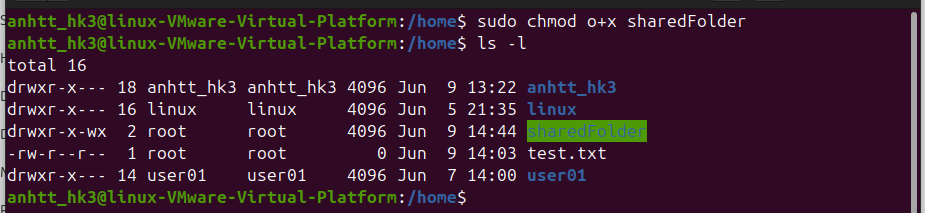 anhtt_hk3@linux-VMware-Virtual-Platform:/home$ sudo chmod o+x sharedFolder
anhtt_hk3@linux-VMware-Virtual-Platform:/home$ ls -l
total 16
drwxr-x--- 18 anhtt_hk3 anhtt_hk3 4096 Jun  9 13:22 anhtt_hk3
drwxr-x--- 16 linux     linux     4096 Jun  5 21:35 linux
drwxr-x-wx  2 root      root      4096 Jun  9 14:44 sharedFolder
-rw-r--r--  1 root      root         0 Jun  9 14:03 test.txt
drwxr-x--- 14 user01    user01    4096 Jun  7 14:00 user01
anhtt_hk3@linux-VMware-Virtual-Platform:/home$